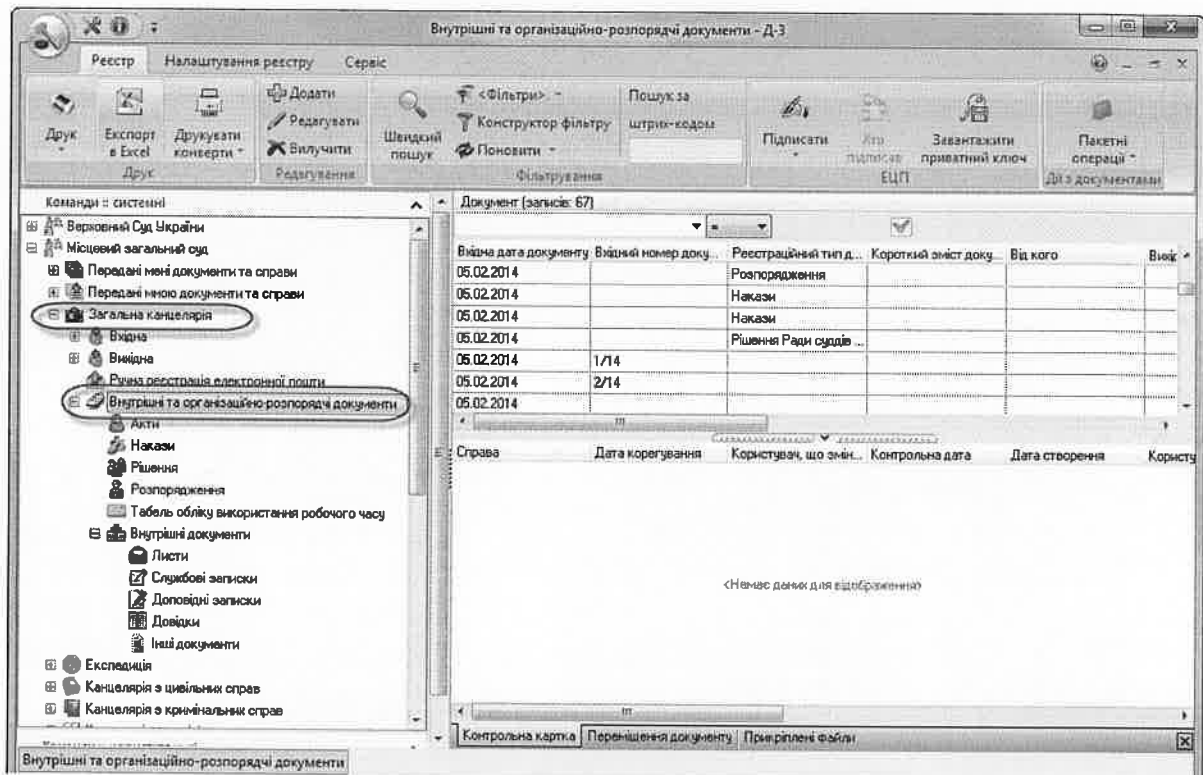 Внутрішні та організаційно-розпорядчі документи - Д-3
Реєстр Налаштування реєстру Сервіс
Друк
Експорт в Excel
Друкувати конверти
Друк
Додати
Редагувати
Вилучити
Редагування
Швидкий пошук
<Фільтри>
Конструктор фільтру
Поновити
Пошук за штрих-кодом
Фільтрування
Підписати
Хто підписав
Завантажити приватний ключ
ЕЦП
Пакетні операції
Дії з документами
Команди :: системні
Верховний Суд України
Місцевий загальний суд
Передані мені документи та справи
Передані мною документи та справи
Загальна канцелярія
Вхідна
Вихідна
Ручна реєстрація електронної пошти
Внутрішні та організаційно-розпорядчі документи
Акти
Накази
Рішення
Розпорядження
Табель обліку використання робочого часу
Внутрішні документи
Листи
Службові записки
Доповідні записки
Довідки
Інші документи
Експедиція
Канцелярія з цивільних справ
Канцелярія з кримінальних справ
Документ (записів: 67)
=
Вхідна дата документу Вхідний номер доку... Реєстраційний тип д... Короткий зміст доку... Від кого Вихік
05.02.2014 Розпорядження
05.02.2014 Накази
05.02.2014 Накази
05.02.2014 Рішення Ради суддів ...
05.02.2014 1/14
05.02.2014 2/14
05.02.2014
Справа Дата корегування Користувач, що змін... Контрольна дата Дата створення Користу
<Немає даних для відображення>
Контрольна картка Переміщення документу Прикріплені файли
Внутрішні та організаційно-розпорядчі документи